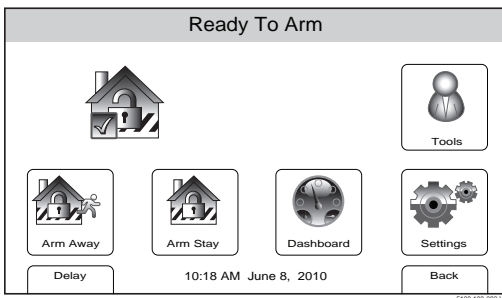 Ready To Arm
Tools
Arm Away
Arm Stay
Dashboard
Settings
Delay
10:18 AM June 8, 2010
Back